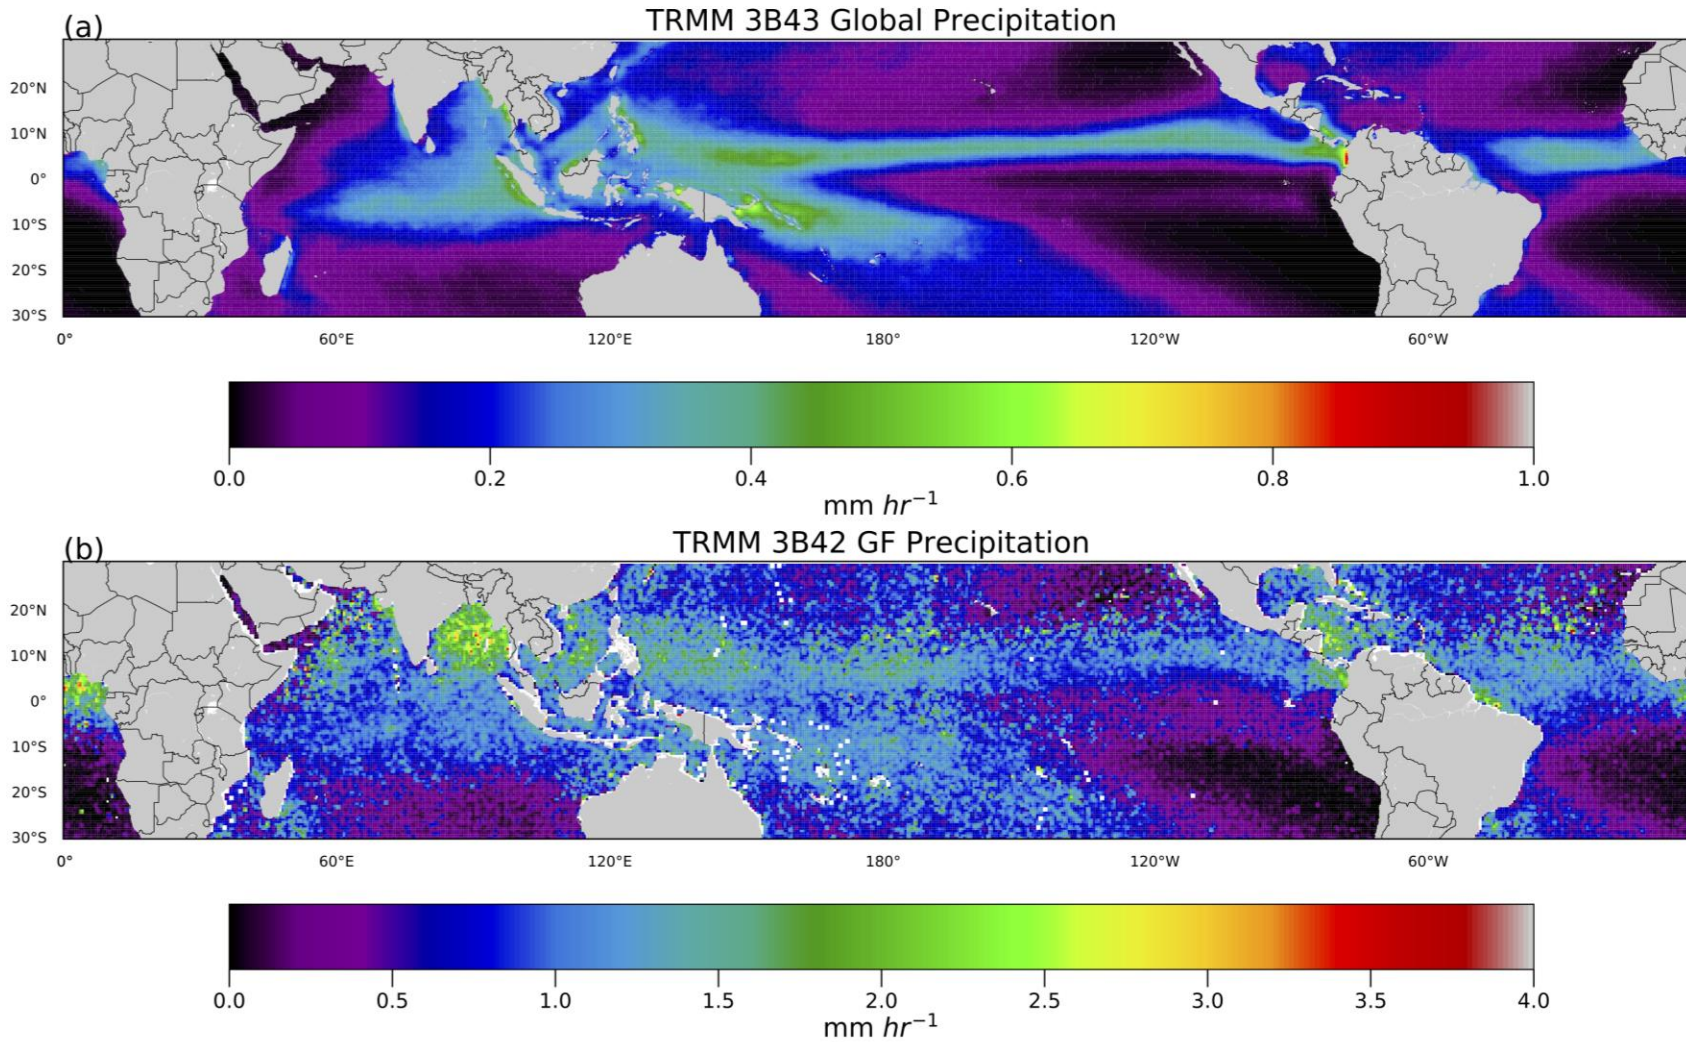 (a)
TRMM 3B43 Global Precipitation
20°N
10°N
0°
10°S
20°S
30°S
0° 60°E 120°E 180° 120°W 60°W
0.0 0.2 0.4 0.6 0.8 1.0
mm hr⁻¹
(b)
TRMM 3B42 GF Precipitation
20°N
10°N
0°
10°S
20°S
30°S
0° 60°E 120°E 180° 120°W 60°W
0.0 0.5 1.0 1.5 2.0 2.5 3.0 3.5 4.0
mm hr⁻¹